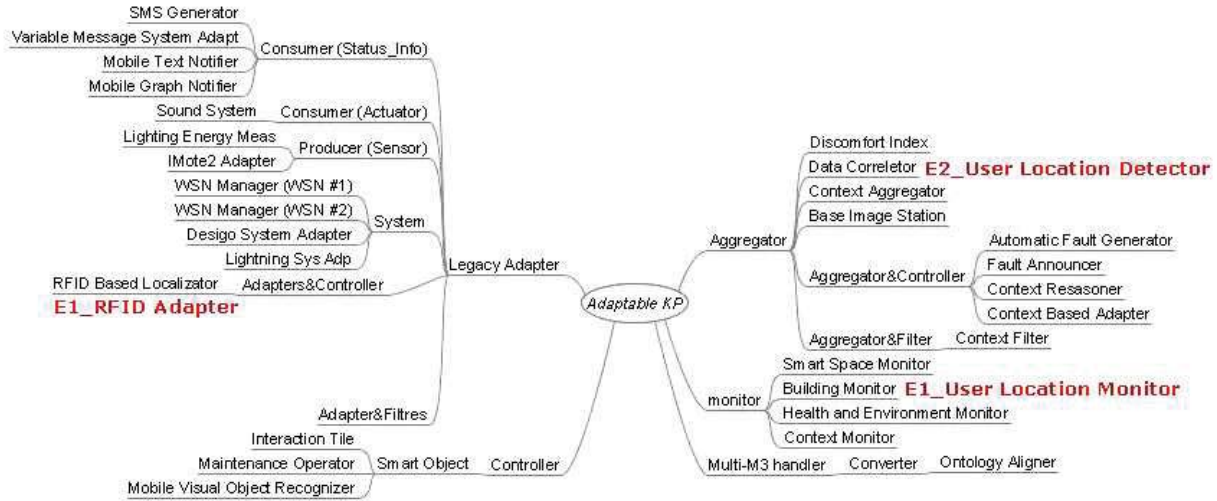 SMS Generator
Variable Message System Adapt
Mobile Text Notifier
Mobile Graph Notifier
Consumer (Status_Info)
Sound System
Consumer (Actuator)
Lighting Energy Meas
IMote2 Adapter
Producer (Sensor)
WSN Manager (WSN #1)
WSN Manager (WSN #2)
Desigo System Adapter
Lightning Sys Adp
System
RFID Based Localizator
Adapters&Controller
E1_RFID Adapter
Adapter&Filtres
Legacy Adapter
Interaction Tile
Maintenance Operator
Mobile Visual Object Recognizer
Smart Object
Controller
Adaptable KP
Aggregator
Discomfort Index
Data Correletor
E2_User Location Detector
Context Aggregator
Base Image Station
Aggregator&Controller
Automatic Fault Generator
Fault Announcer
Context Resasoner
Context Based Adapter
Aggregator&Filter
Context Filter
monitor
Smart Space Monitor
Building Monitor
E1_User Location Monitor
Health and Environment Monitor
Context Monitor
Multi-M3 handler
Converter
Ontology Aligner